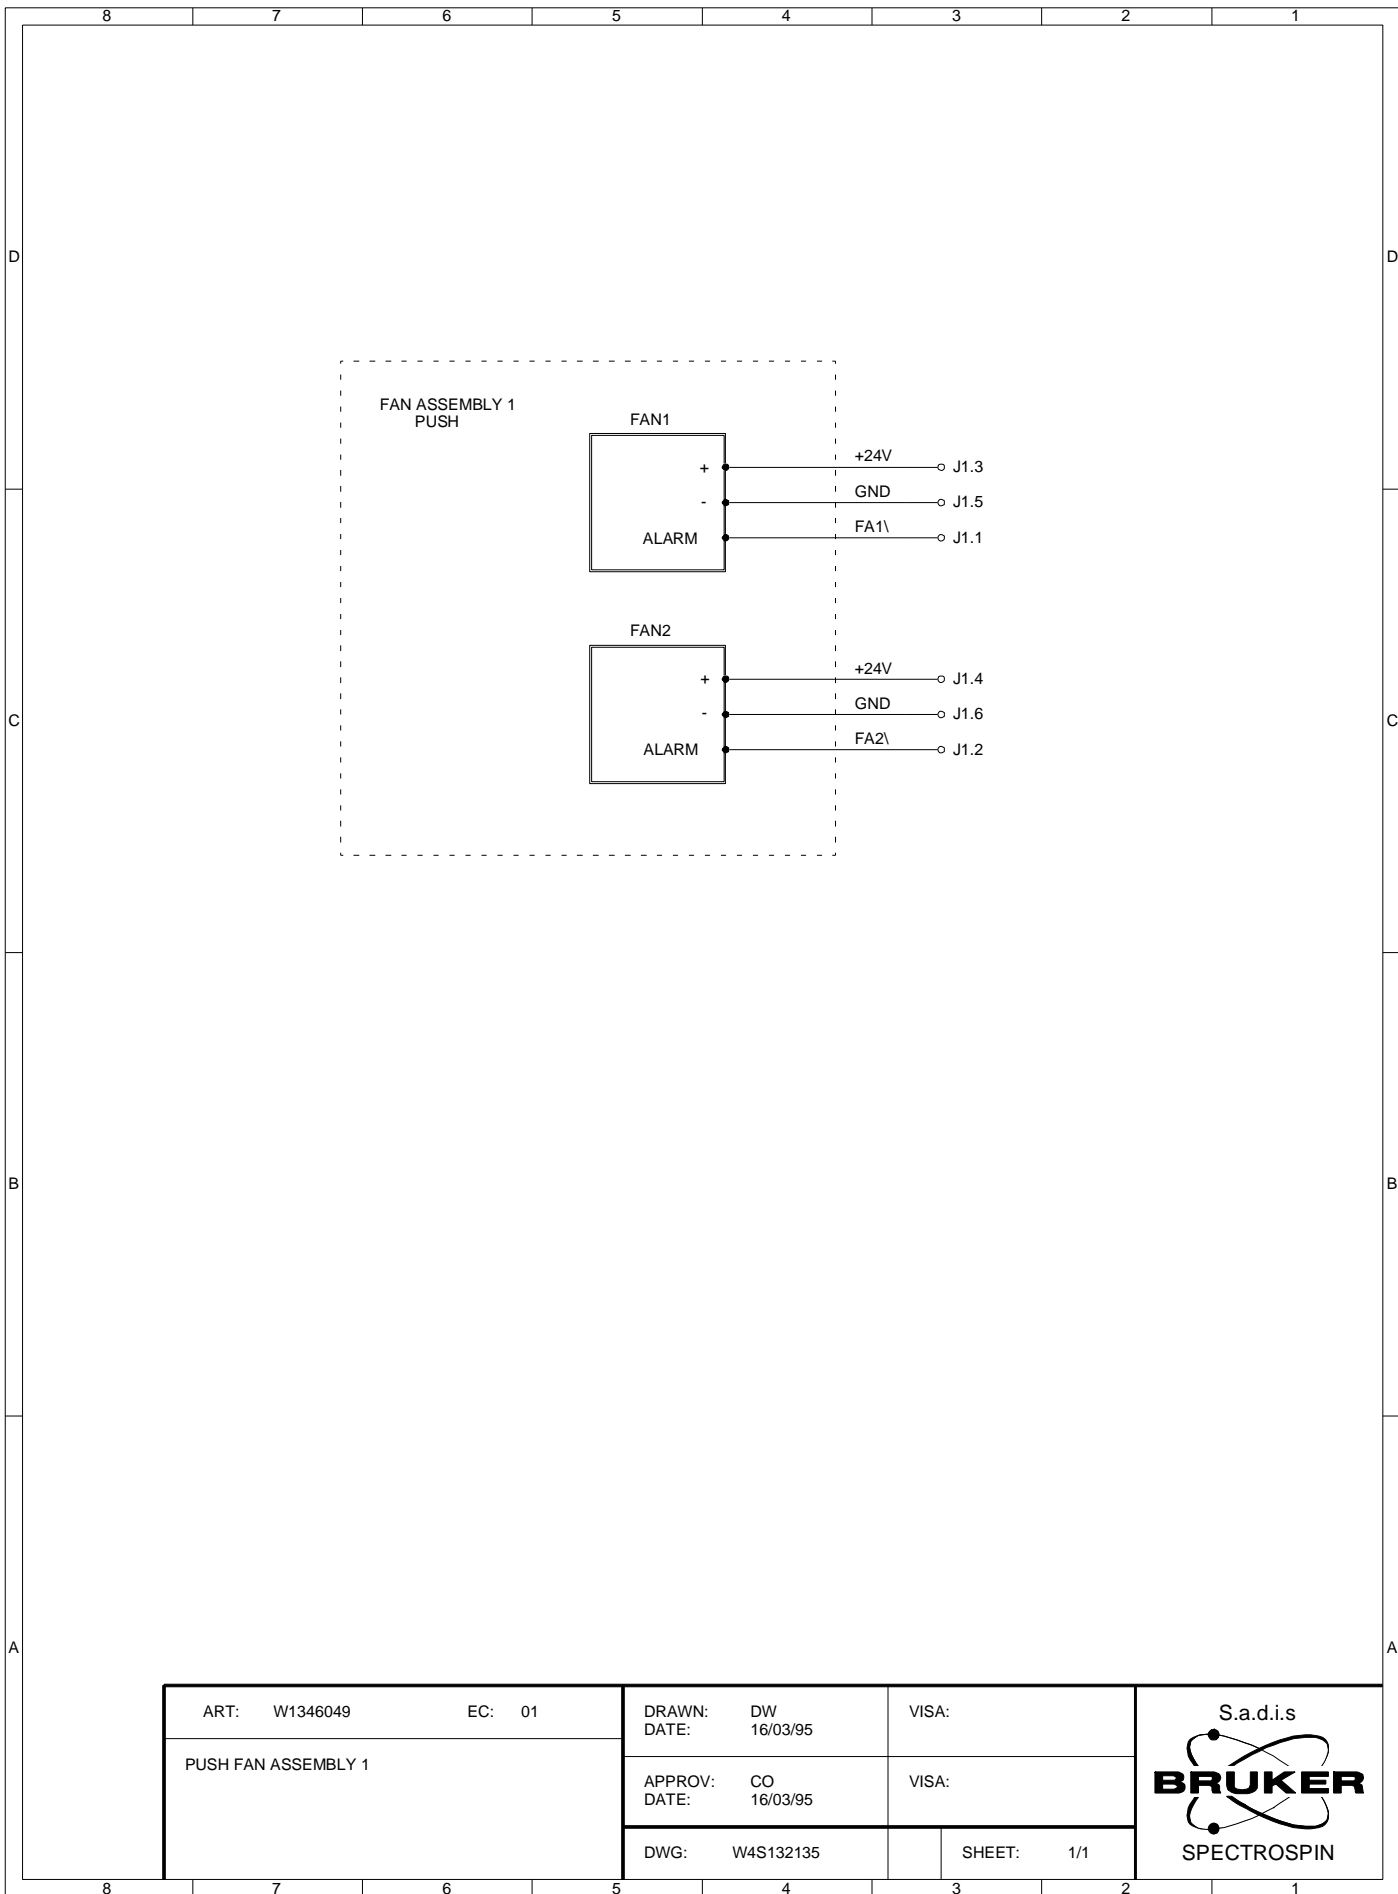 8 7 6 5 4 3 2 1
D D
FAN ASSEMBLY 1
PUSH
FAN1
+ +24V J1.3
- GND J1.5
ALARM FA1\ J1.1
FAN2
+ +24V J1.4
- GND J1.6
ALARM FA2\ J1.2
C C
B B
A A
ART: W1346049 EC: 01
PUSH FAN ASSEMBLY 1
DRAWN: DW
DATE: 16/03/95
VISA:
APPROV: CO
DATE: 16/03/95
VISA:
DWG: W4S132135
SHEET: 1/1
S.a.d.i.s
BRUKER
SPECTROSPIN
8 7 6 5 4 3 2 1